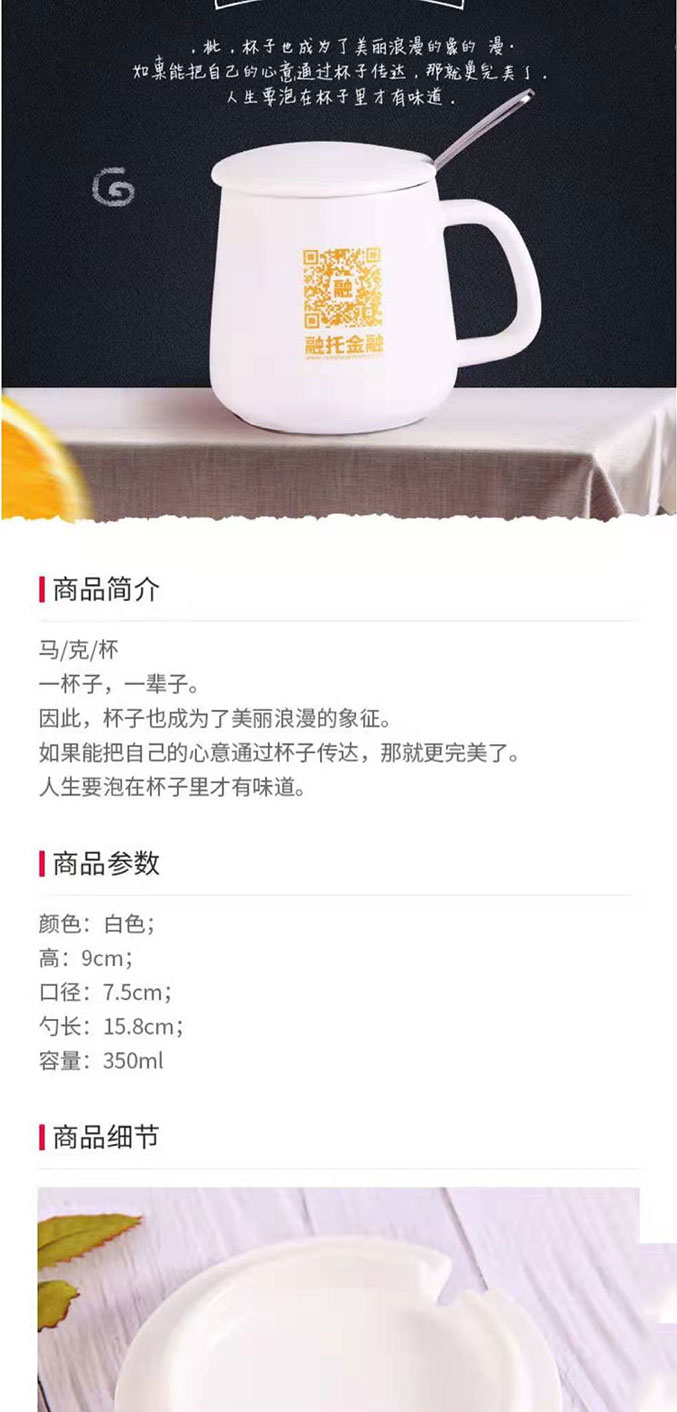 ，杯子也成为了美丽浪漫的象的 漫.
如果能把自己的心意通过杯子传达，那就更完美了.
人生要泡在杯子里才有味道.
融
融托金融
商品简介
马/克/杯
一杯子，一辈子。
因此，杯子也成为了美丽浪漫的象征。
如果能把自己的心意通过杯子传达，那就更完美了。
人生要泡在杯子里才有味道。
商品参数
颜色：白色；
高：9cm；
口径：7.5cm；
勺长：15.8cm；
容量：350ml
商品细节